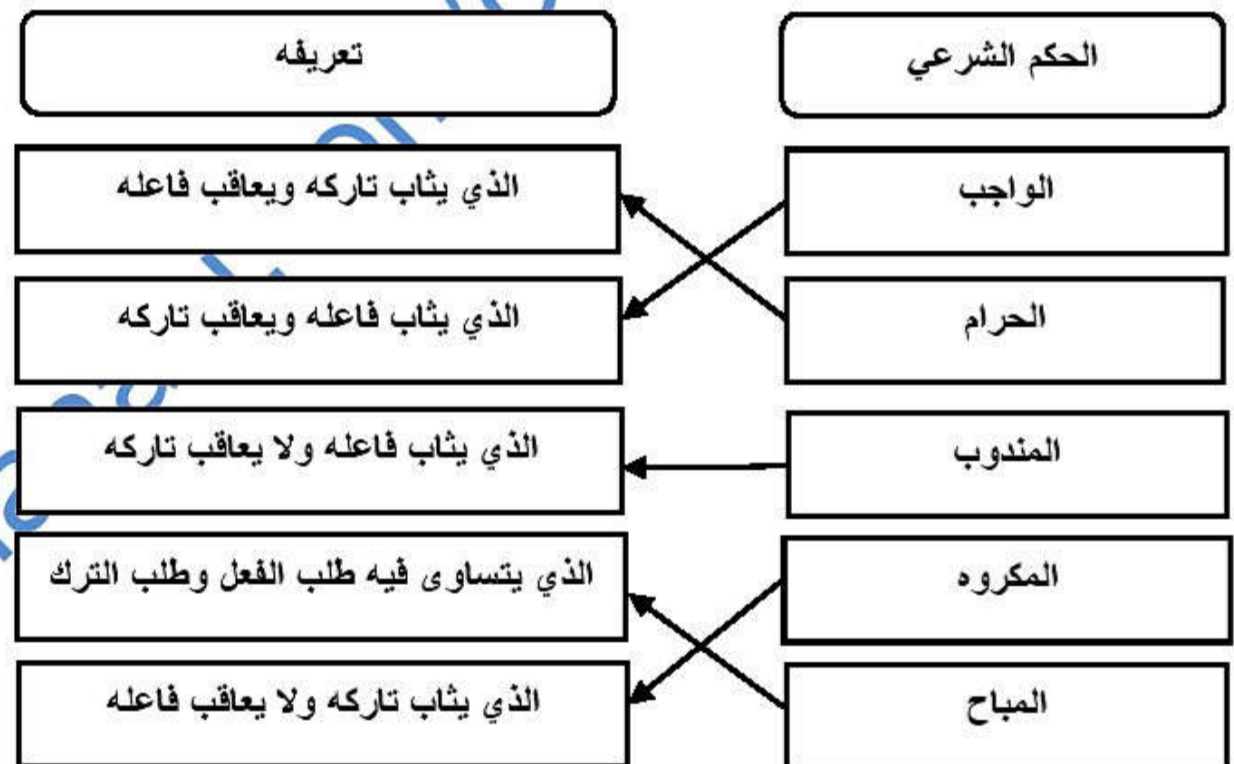 الحكم الشرعي
تعريفه
الواجب
الذي يثاب تاركه ويعاقب فاعله
الحرام
الذي يثاب فاعله ويعاقب تاركه
المندوب
الذي يثاب فاعله ولا يعاقب تاركه
المكروه
الذي يتساوى فيه طلب الفعل وطلب الترك
المباح
الذي يثاب تاركه ولا يعاقب فاعله